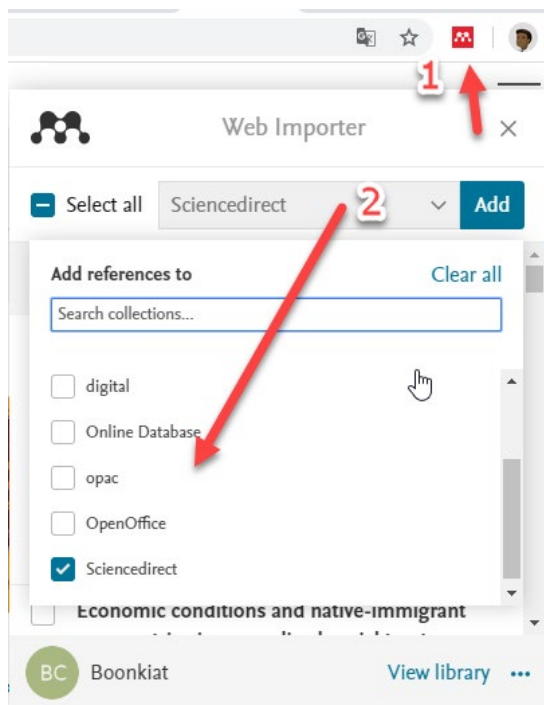 1
Web Importer
Select all Sciencedirect 2 Add
Add references to Clear all
Search collections...
digital
Online Database
opac
OpenOffice
Sciencedirect
Economic conditions and native-immigrant
BC Boonkiat View library